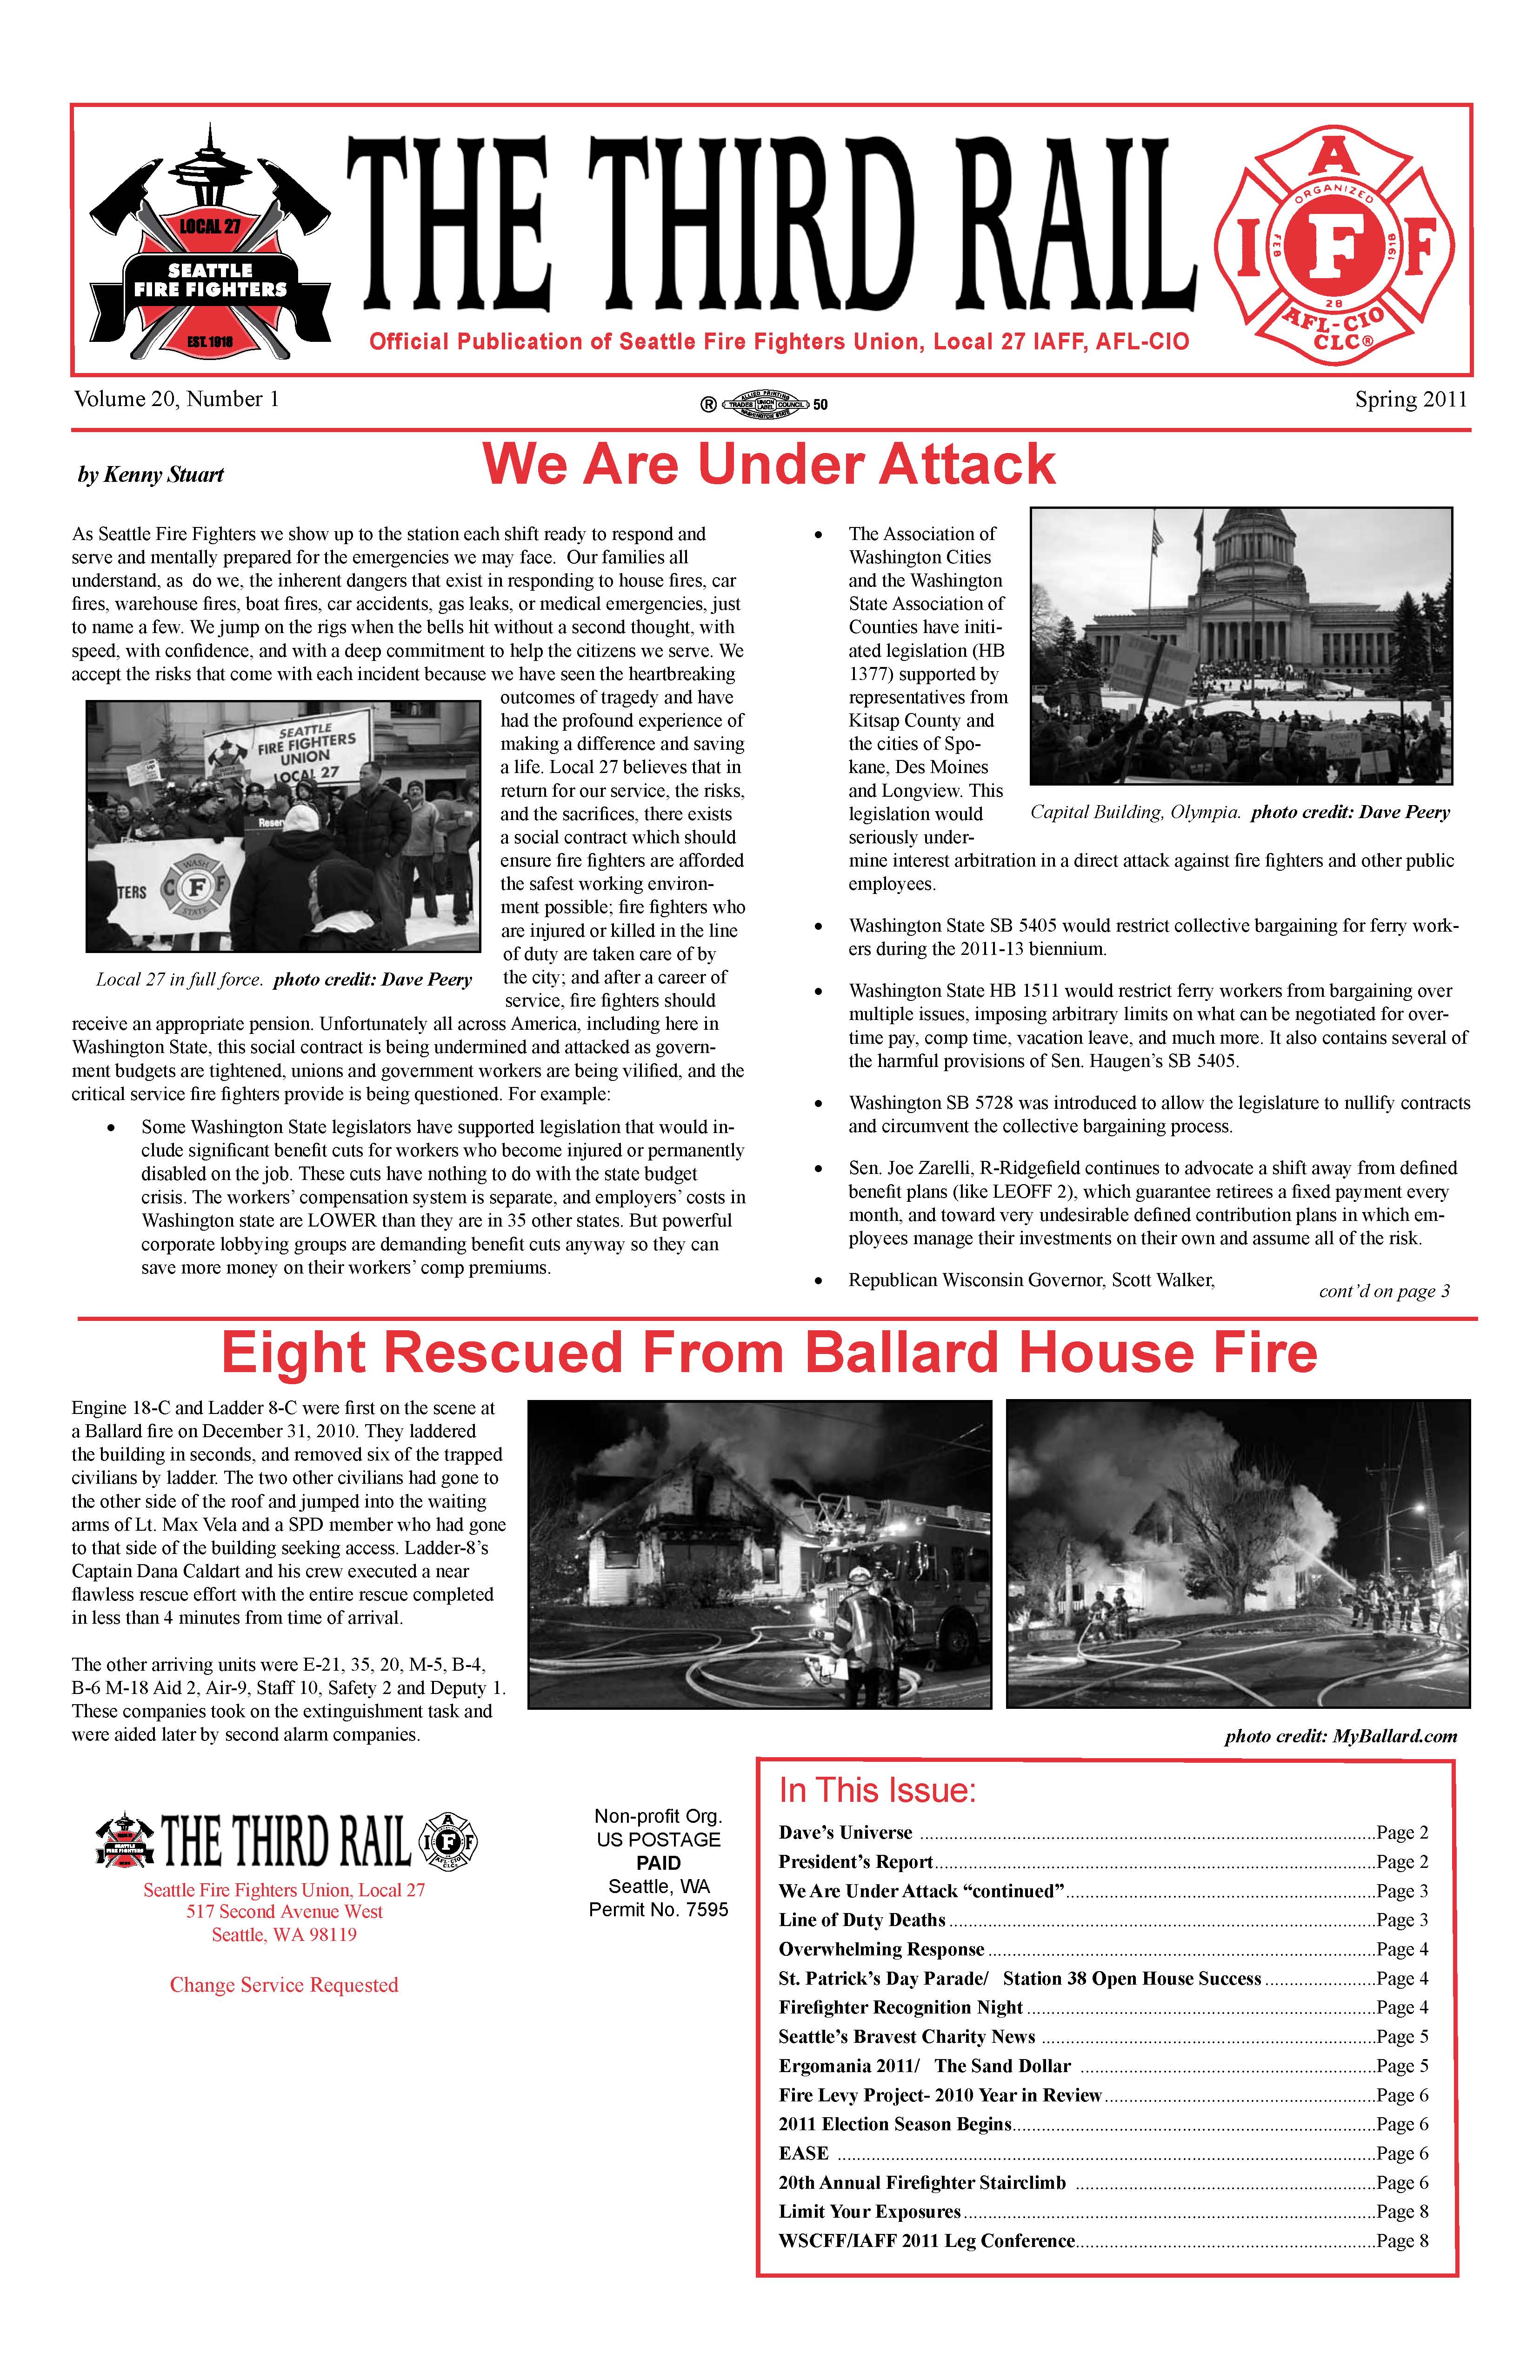 LOCAL 27
SEATTLE
FIRE FIGHTERS
EST. 1918
THE THIRD RAIL
Official Publication of Seattle Fire Fighters Union, Local 27 IAFF, AFL-CIO
A
ORGANIZED
I F F
FEB
1918
28
AFL-CIO
CLC®
Volume 20, Number 1
® ALLIED PRINTING TRADES UNION LABEL COUNCIL WASHINGTON STATE 50
Spring 2011
by Kenny Stuart
We Are Under Attack
As Seattle Fire Fighters we show up to the station each shift ready to respond and
serve and mentally prepared for the emergencies we may face.  Our families all
understand, as  do we, the inherent dangers that exist in responding to house fires, car
fires, warehouse fires, boat fires, car accidents, gas leaks, or medical emergencies, just
to name a few. We jump on the rigs when the bells hit without a second thought, with
speed, with confidence, and with a deep commitment to help the citizens we serve. We
accept the risks that come with each incident because we have seen the heartbreaking
outcomes of tragedy and have
had the profound experience of
making a difference and saving
a life. Local 27 believes that in
return for our service, the risks,
and the sacrifices, there exists
a social contract which should
ensure fire fighters are afforded
the safest working environ-
ment possible; fire fighters who
are injured or killed in the line
of duty are taken care of by
the city; and after a career of
service, fire fighters should
SEATTLE
FIRE FIGHTERS
UNION
LOCAL 27
Reser
TERS
WASH
C F F
STATE
Local 27 in full force.  photo credit: Dave Peery
receive an appropriate pension. Unfortunately all across America, including here in
Washington State, this social contract is being undermined and attacked as govern-
ment budgets are tightened, unions and government workers are being vilified, and the
critical service fire fighters provide is being questioned. For example:
• Some Washington State legislators have supported legislation that would in-
clude significant benefit cuts for workers who become injured or permanently
disabled on the job. These cuts have nothing to do with the state budget
crisis. The workers' compensation system is separate, and employers' costs in
Washington state are LOWER than they are in 35 other states. But powerful
corporate lobbying groups are demanding benefit cuts anyway so they can
save more money on their workers' comp premiums.
• The Association of
Washington Cities
and the Washington
State Association of
Counties have initi-
ated legislation (HB
1377) supported by
representatives from
Kitsap County and
the cities of Spo-
kane, Des Moines
and Longview. This
legislation would
seriously under-
mine interest arbitration in a direct attack against fire fighters and other public
employees.
Capital Building, Olympia.  photo credit: Dave Peery
• Washington State SB 5405 would restrict collective bargaining for ferry work-
ers during the 2011-13 biennium.
• Washington State HB 1511 would restrict ferry workers from bargaining over
multiple issues, imposing arbitrary limits on what can be negotiated for over-
time pay, comp time, vacation leave, and much more. It also contains several of
the harmful provisions of Sen. Haugen's SB 5405.
• Washington SB 5728 was introduced to allow the legislature to nullify contracts
and circumvent the collective bargaining process.
• Sen. Joe Zarelli, R-Ridgefield continues to advocate a shift away from defined
benefit plans (like LEOFF 2), which guarantee retirees a fixed payment every
month, and toward very undesirable defined contribution plans in which em-
ployees manage their investments on their own and assume all of the risk.
• Republican Wisconsin Governor, Scott Walker,
cont'd on page 3
Eight Rescued From Ballard House Fire
Engine 18-C and Ladder 8-C were first on the scene at
a Ballard fire on December 31, 2010. They laddered
the building in seconds, and removed six of the trapped
civilians by ladder. The two other civilians had gone to
the other side of the roof and jumped into the waiting
arms of Lt. Max Vela and a SPD member who had gone
to that side of the building seeking access. Ladder-8's
Captain Dana Caldart and his crew executed a near
flawless rescue effort with the entire rescue completed
in less than 4 minutes from time of arrival.
The other arriving units were E-21, 35, 20, M-5, B-4,
B-6 M-18 Aid 2, Air-9, Staff 10, Safety 2 and Deputy 1.
These companies took on the extinguishment task and
were aided later by second alarm companies.
photo credit: MyBallard.com
THE THIRD RAIL
Seattle Fire Fighters Union, Local 27
517 Second Avenue West
Seattle, WA 98119
Change Service Requested
Non-profit Org.
US POSTAGE
PAID
Seattle, WA
Permit No. 7595
In This Issue:
Dave's Universe ........ Page 2
President's Report ........ Page 2
We Are Under Attack "continued" ........ Page 3
Line of Duty Deaths ........ Page 3
Overwhelming Response ........ Page 4
St. Patrick's Day Parade/   Station 38 Open House Success ........ Page 4
Firefighter Recognition Night ........ Page 4
Seattle's Bravest Charity News ........ Page 5
Ergomania 2011/   The Sand Dollar ........ Page 5
Fire Levy Project- 2010 Year in Review ........ Page 6
2011 Election Season Begins ........ Page 6
EASE ........ Page 6
20th Annual Firefighter Stairclimb ........ Page 6
Limit Your Exposures ........ Page 8
WSCFF/IAFF 2011 Leg Conference ........ Page 8